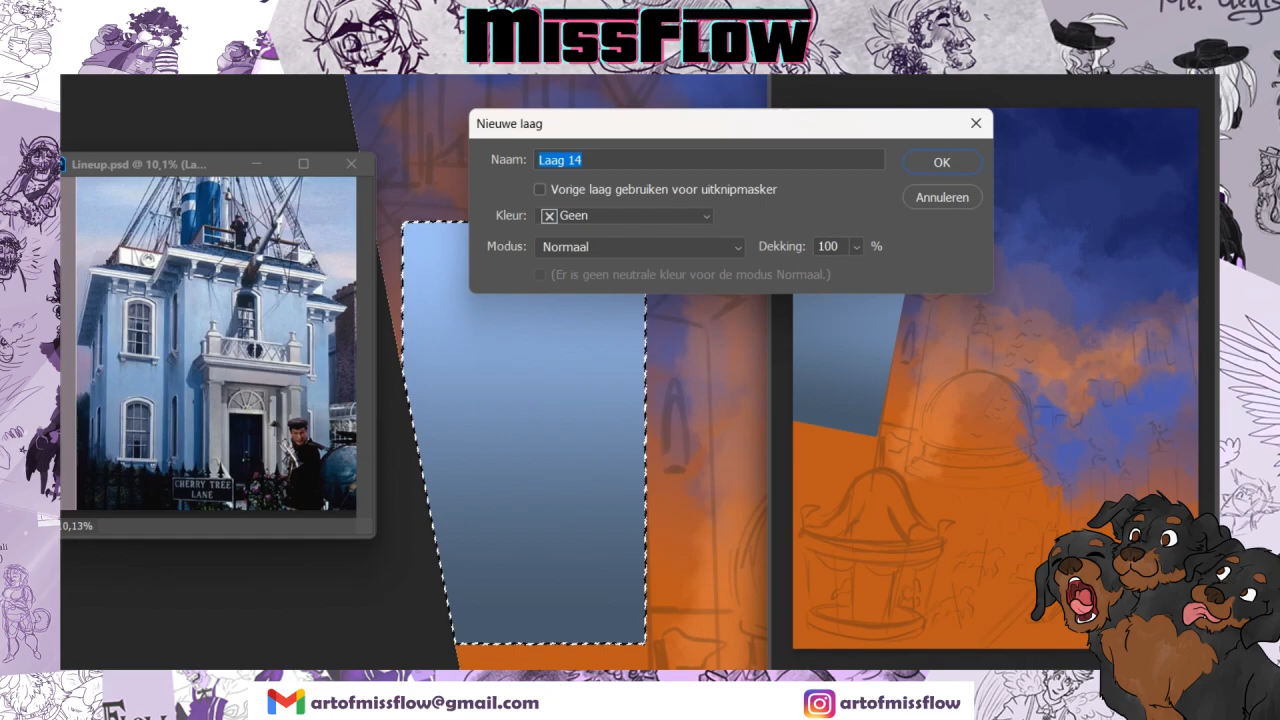 MissFlow
Nieuwe laag
Naam: Laag 14
OK
Vorige laag gebruiken voor uitknipmasker
Annuleren
Kleur: Geen
Modus: Normaal Dekking: 100 %
(Er is geen neutrale kleur voor de modus Normaal.)
Lineup.psd @ 10,1% (La...
CHERRY TREE
LANE
0,13%
artofmissflow@gmail.com
artofmissflow